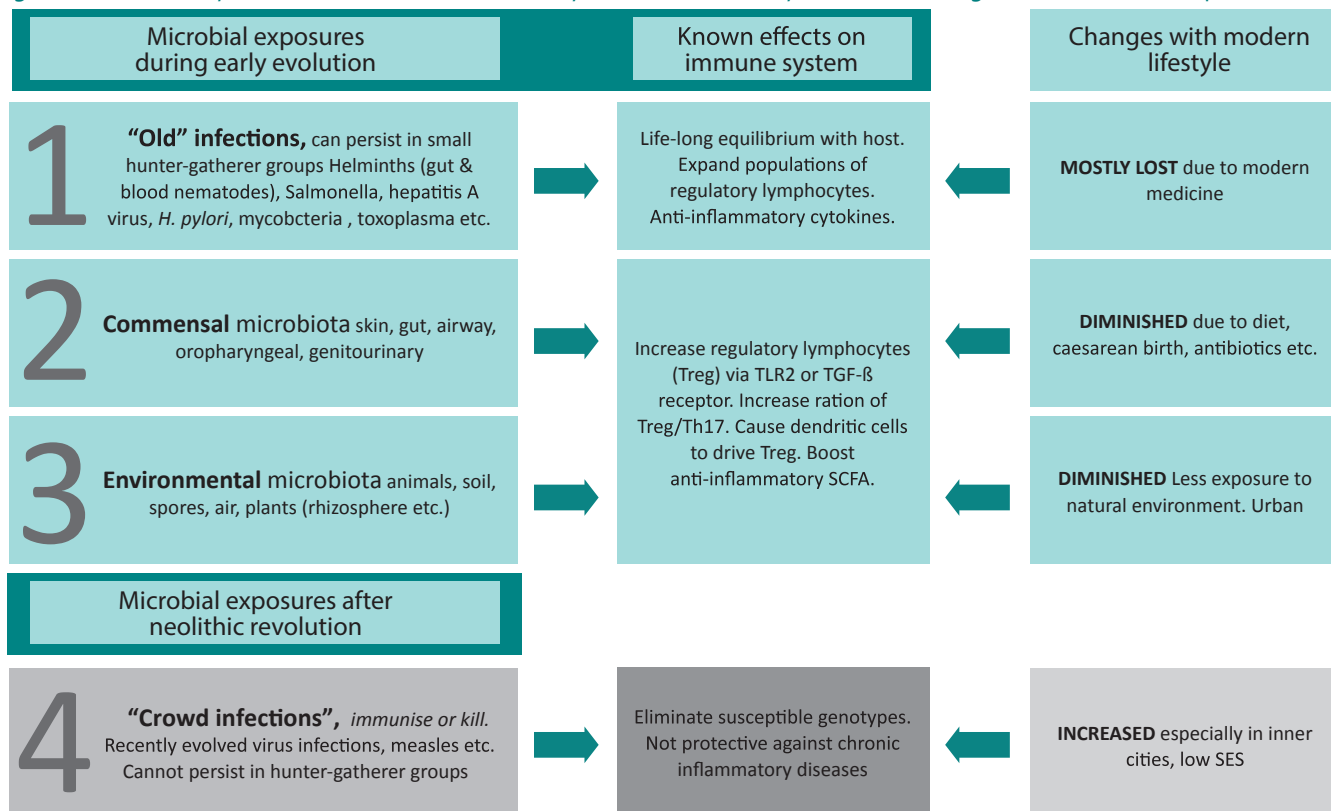 Microbial exposures
during early evolution
Known effects on
immune system
Changes with modern
lifestyle
1
"Old" infections, can persist in small
hunter-gatherer groups Helminths (gut &
blood nematodes), Salmonella, hepatitis A
virus, H. pylori, mycobcteria , toxoplasma etc.
Life-long equilibrium with host.
Expand populations of
regulatory lymphocytes.
Anti-inflammatory cytokines.
MOSTLY LOST due to modern
medicine
2
Commensal microbiota skin, gut, airway,
oropharyngeal, genitourinary
Increase regulatory lymphocytes
(Treg) via TLR2 or TGF-ß
receptor. Increase ration of
Treg/Th17. Cause dendritic cells
to drive Treg. Boost
anti-inflammatory SCFA.
DIMINISHED due to diet,
caesarean birth, antibiotics etc.
3
Environmental microbiota animals, soil,
spores, air, plants (rhizosphere etc.)
DIMINISHED Less exposure to
natural environment. Urban
Microbial exposures after
neolithic revolution
4
"Crowd infections", immunise or kill.
Recently evolved virus infections, measles etc.
Cannot persist in hunter-gatherer groups
Eliminate susceptible genotypes.
Not protective against chronic
inflammatory diseases
INCREASED especially in inner
cities, low SES